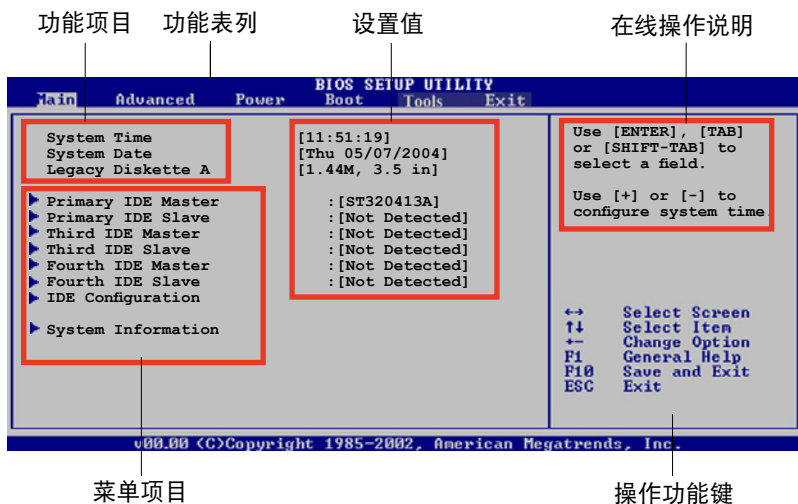 功能项目 功能表列 设置值 在线操作说明
BIOS SETUP UTILITY
Main Advanced Power Boot Tools Exit
System Time [11:51:19]
System Date [Thu 05/07/2004]
Legacy Diskette A [1.44M, 3.5 in]
Primary IDE Master :[ST320413A]
Primary IDE Slave :[Not Detected]
Third IDE Master :[Not Detected]
Third IDE Slave :[Not Detected]
Fourth IDE Master :[Not Detected]
Fourth IDE Slave :[Not Detected]
IDE Configuration
System Information
Use [ENTER], [TAB]
or [SHIFT-TAB] to
select a field.
Use [+] or [-] to
configure system time.
←→ Select Screen
↑↓ Select Item
+- Change Option
F1 General Help
F10 Save and Exit
ESC Exit
v00.00 (C)Copyright 1985-2002, American Megatrends, Inc.
菜单项目 操作功能键